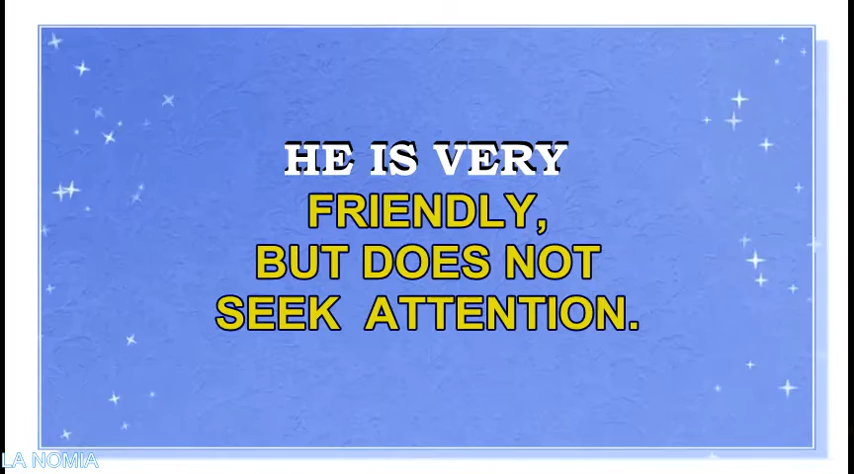 HE IS VERY
FRIENDLY,
BUT DOES NOT
SEEK ATTENTION.
LA NOMIA